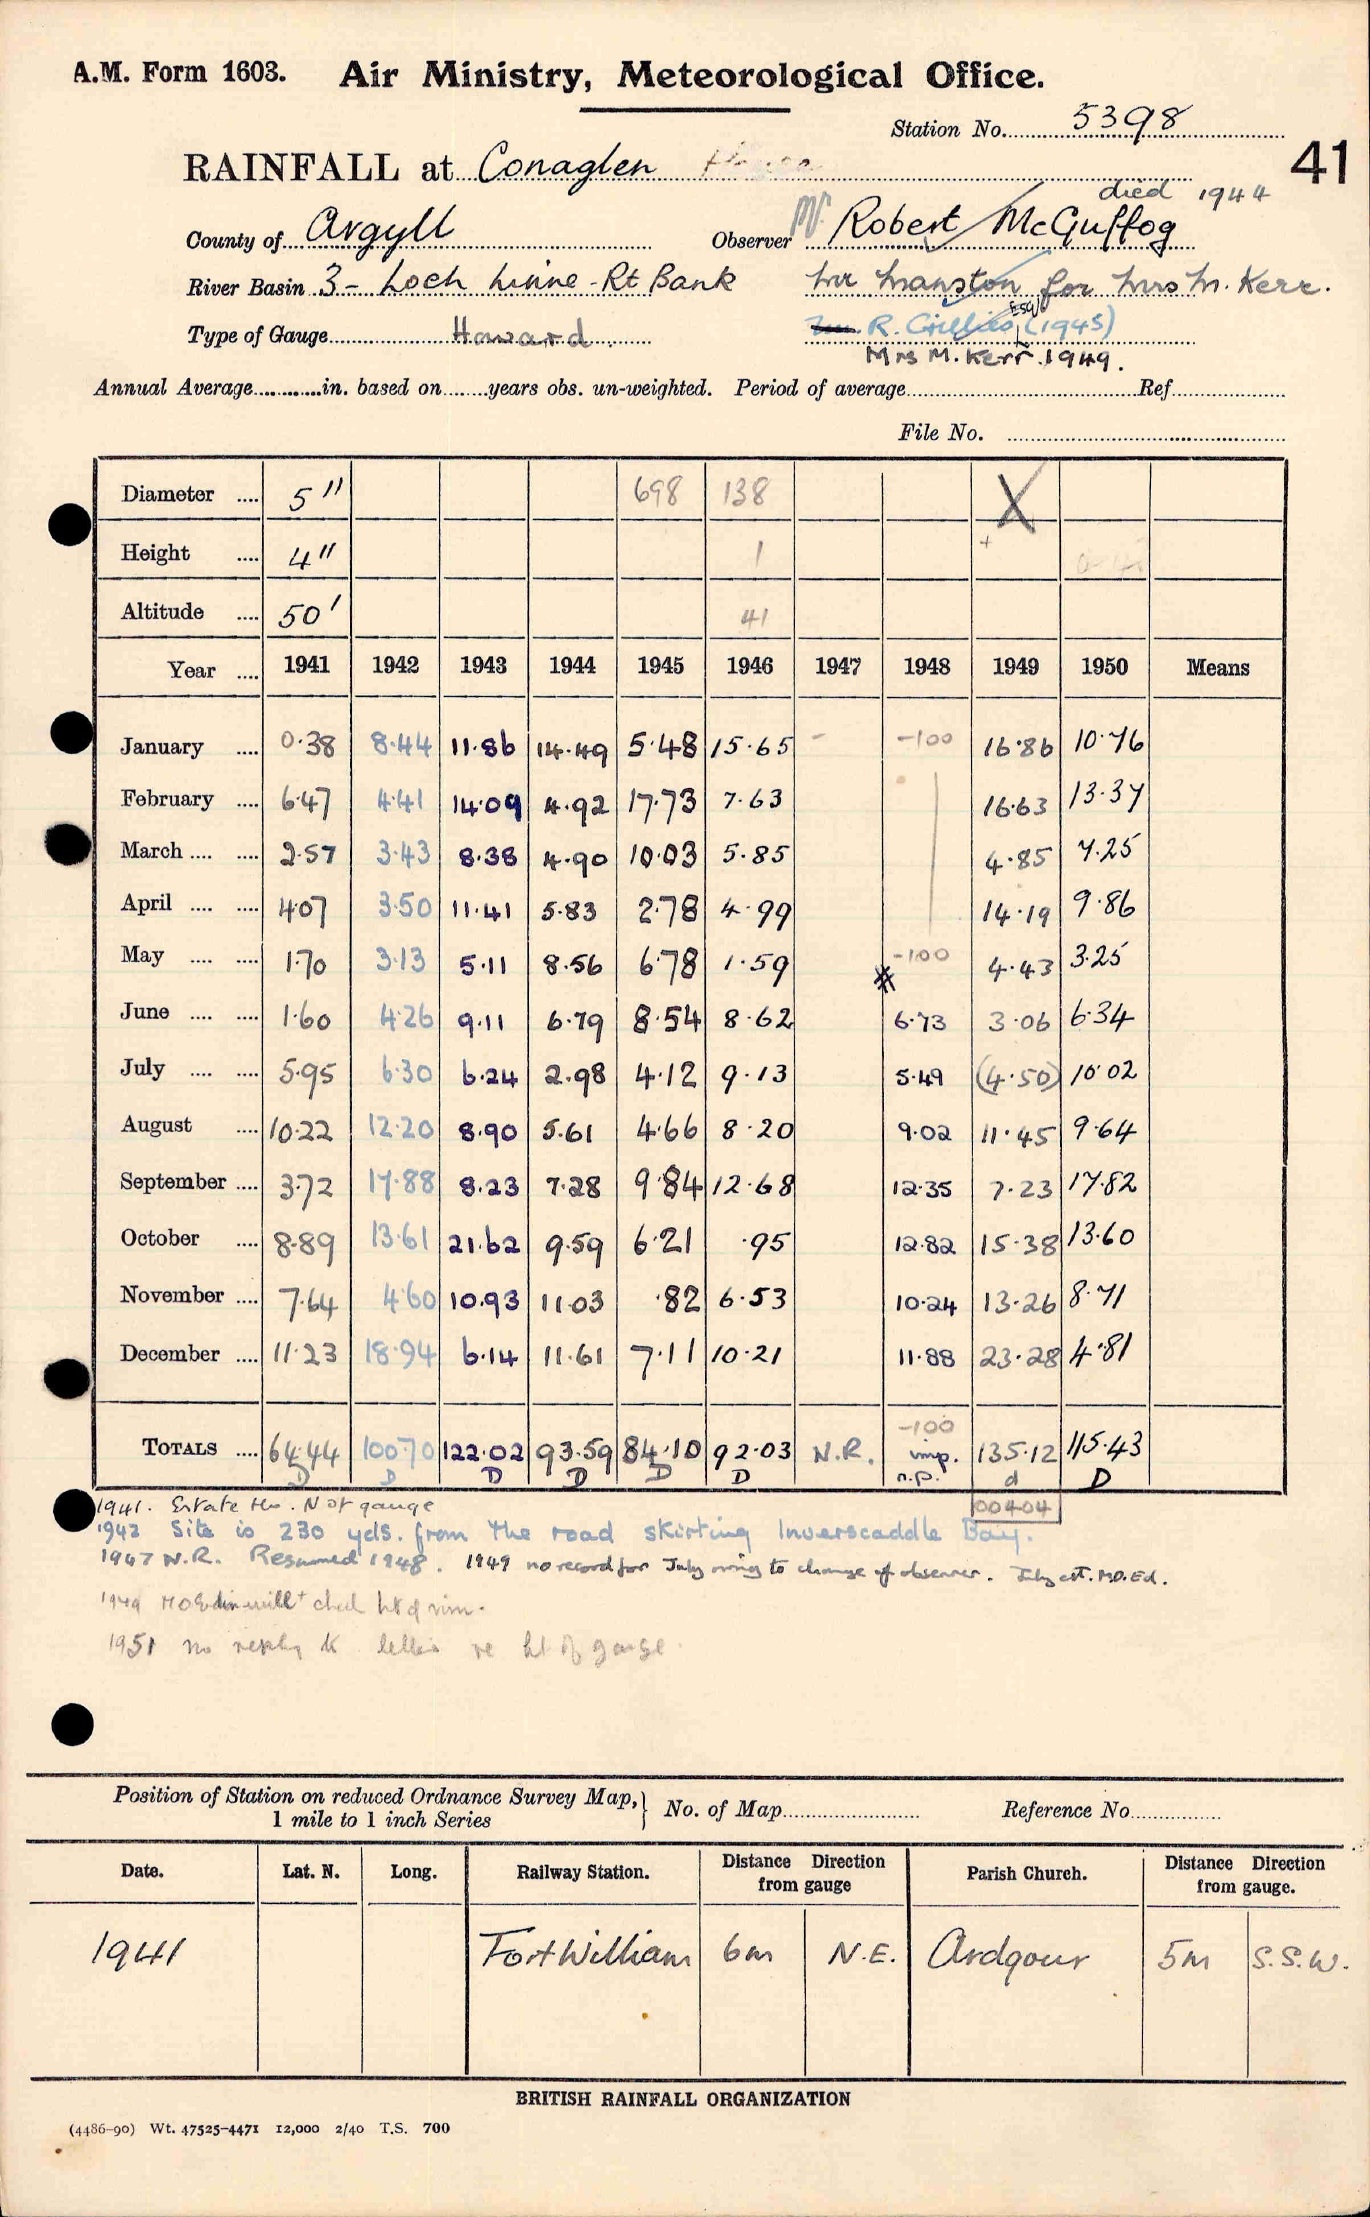 A.M. Form 1603. Air Ministry, Meteorological Office.
Station No. 5398
41
RAINFALL at Conaglen House
died 1944
County of Argyll Observer Mr Robert McGuffog
River Basin 3 - Loch Linne - Rt Bank Mr Manston for Mrs M. Kerr.
Type of Gauge Howard R. Gillies Esq (1945)
Mrs M. Kerr 1949.
Annual Average in. based on years obs. un-weighted. Period of average Ref
File No.
Diameter 5" 698 138 X
Height 4" 1 +
Altitude 50' 41
Year 1941 1942 1943 1944 1945 1946 1947 1948 1949 1950 Means
January 0.38 8.44 11.86 14.49 5.48 15.65 - -100 16.86 10.76
February 6.47 4.41 14.09 4.92 17.73 7.63 16.63 13.37
March 2.57 3.43 8.38 4.90 10.03 5.85 4.85 7.25
April 4.07 3.50 11.41 5.83 2.78 4.99 14.19 9.86
May 1.70 3.13 5.11 8.56 6.78 1.59 -100 4.43 3.25
June 1.60 4.26 9.11 6.79 8.54 8.62 # 6.73 3.06 6.34
July 5.95 6.30 6.24 2.98 4.12 9.13 5.49 (4.50) 10.02
August 10.22 12.20 8.90 5.61 4.66 8.20 9.02 11.45 9.64
September 3.72 17.88 8.23 7.28 9.84 12.68 12.35 7.23 17.82
October 8.89 13.61 21.62 9.59 6.21 .95 12.82 15.38 13.60
November 7.64 4.60 10.93 11.03 .82 6.53 10.24 13.26 8.71
December 11.23 18.94 6.14 11.61 7.11 10.21 11.88 23.28 4.81
-100
TOTALS 64.44 100.70 122.02 93.59 84.10 92.03 N.R. imp. 135.12 115.43
D D D D D D n.p. d D
00404
1941. Estate Ho. N of gauge
1942 Site is 230 yds. from the road skirting Inverscaddle Bay.
1947 N.R. Resumed 1948. 1949 no record for July owing to change of observer. July est. M.O. Ed.
1949 M O Edin will check ht of rim.
1951 no reply to letters re ht of gauge
Position of Station on reduced Ordnance Survey Map, 1 mile to 1 inch Series No. of Map Reference No
Date. Lat. N. Long. Railway Station. Distance Direction from gauge Parish Church. Distance Direction from gauge.
1941 Fort William 6m N.E. Ardgour 5m S.S.W.
BRITISH RAINFALL ORGANIZATION
(4486-90) Wt. 47525-4471 12,000 2/40 T.S. 700